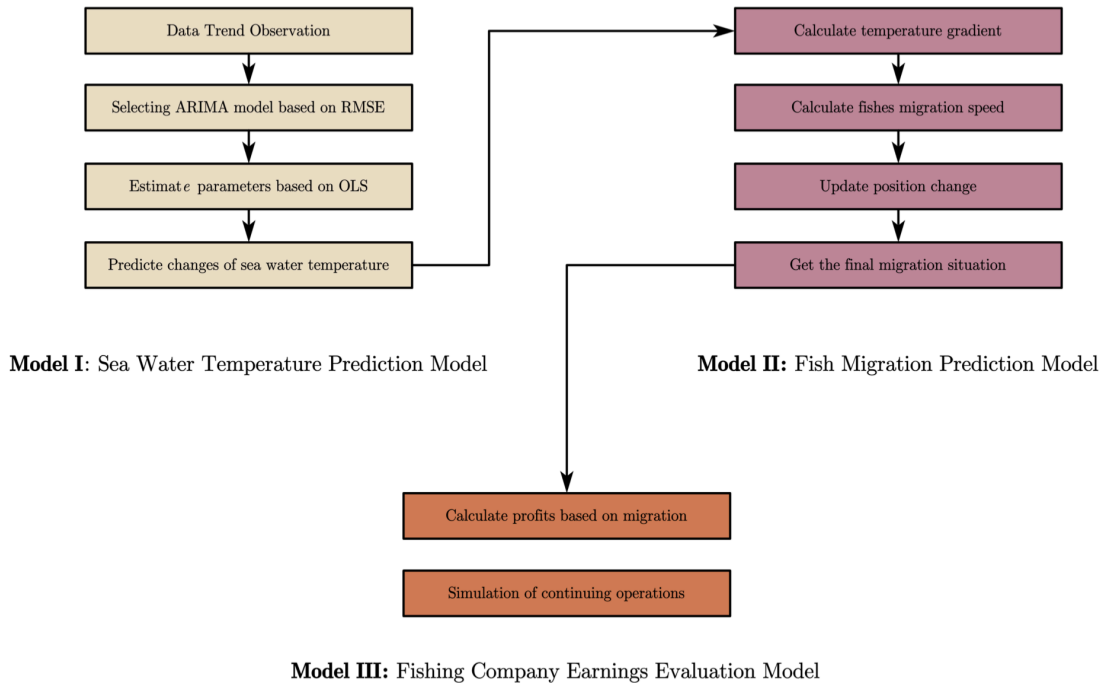 Data Trend Observation
Selecting ARIMA model based on RMSE
Estimate parameters based on OLS
Predicte changes of sea water temperature
Model I: Sea Water Temperature Prediction Model
Calculate temperature gradient
Calculate fishes migration speed
Update position change
Get the final migration situation
Model II: Fish Migration Prediction Model
Calculate profits based on migration
Simulation of continuing operations
Model III: Fishing Company Earnings Evaluation Model